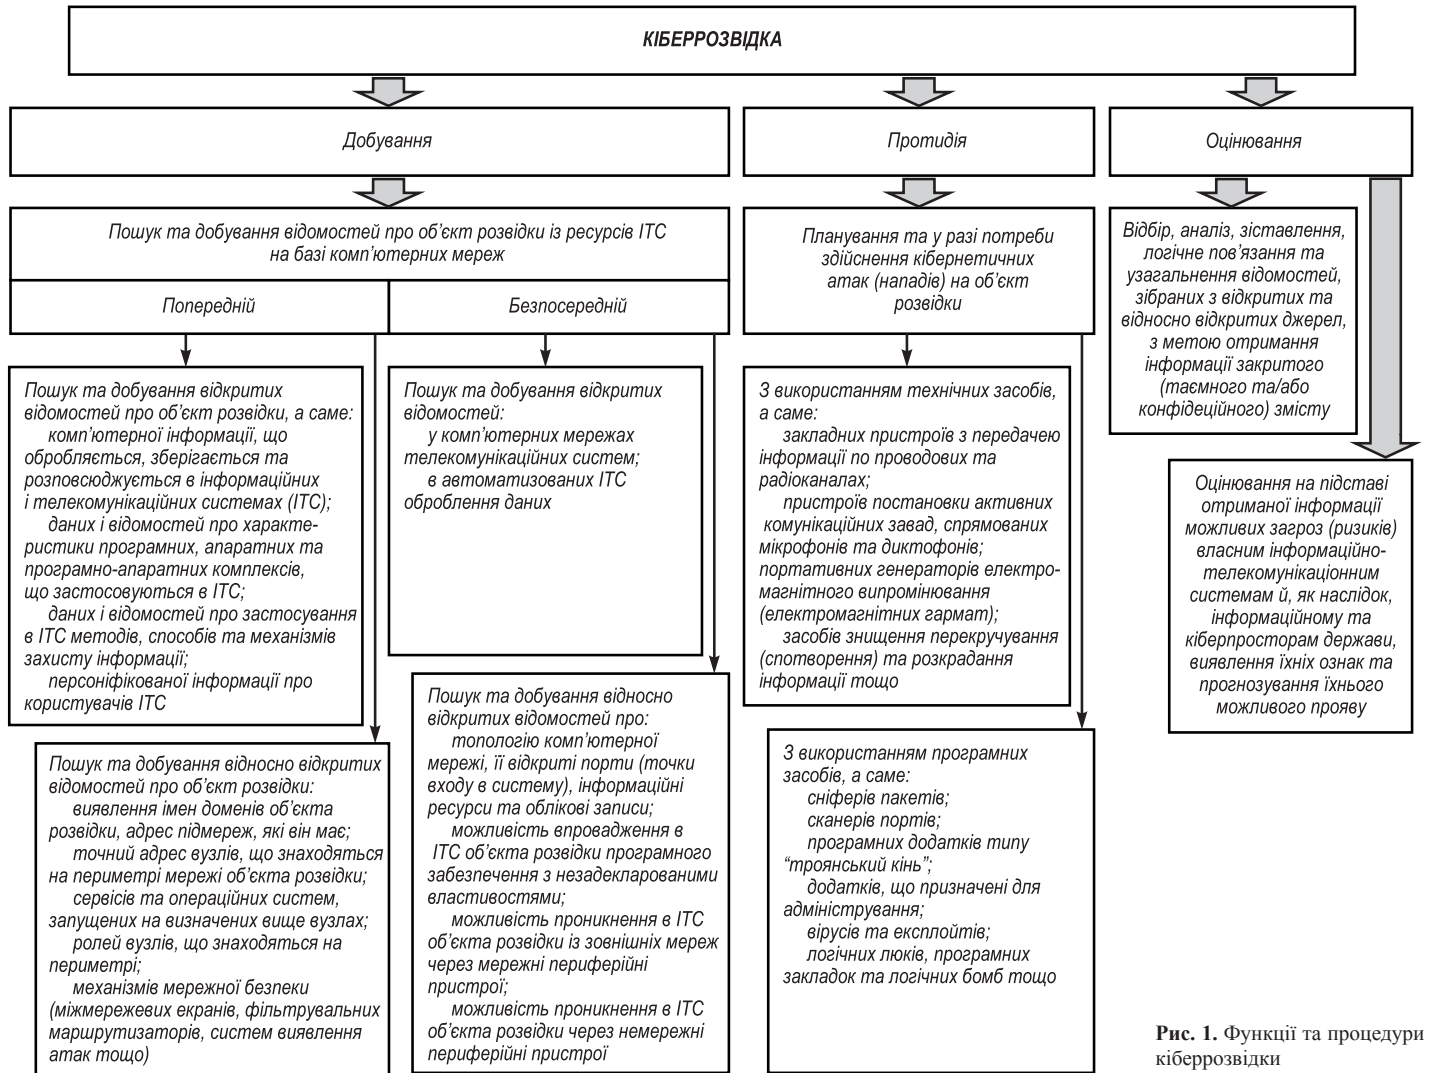 КІБЕРРОЗВІДКА
Добування
Протидія
Оцінювання
Пошук та добування відомостей про об’єкт розвідки із ресурсів ІТС
на базі комп’ютерних мереж
Попередній
Безпосередній
Планування та у разі потреби
здійснення кібернетичних
атак (нападів) на об’єкт
розвідки
Відбір, аналіз, зіставлення,
логічне пов’язання та
узагальнення відомостей,
зібраних з відкритих та
відносно відкритих джерел,
з метою отримання
інформації закритого
(таємного та/або
конфідеційного) змісту
Пошук та добування відкритих
відомостей про об’єкт розвідки, а саме:
комп’ютерної інформації, що
обробляється, зберігається та
розповсюджується в інформаційних
і телекомунікаційних системах (ІТС);
даних і відомостей про характе-
ристики програмних, апаратних та
програмно-апаратних комплексів,
що застосовуються в ІТС;
даних і відомостей про застосування
в ІТС методів, способів та механізмів
захисту інформації;
персоніфікованої інформації про
користувачів ІТС
Пошук та добування відкритих
відомостей:
у комп’ютерних мережах
телекомунікаційних систем;
в автоматизованих ІТС
оброблення даних
З використанням технічних засобів,
а саме:
закладних пристроїв з передачею
інформації по проводових та
радіоканалах;
пристроїв постановки активних
комунікаційних завад, спрямованих
мікрофонів та диктофонів;
портативних генераторів електро-
магнітного випромінювання
(електромагнітних гармат);
засобів знищення перекручування
(спотворення) та розкрадання
інформації тощо
Оцінювання на підставі
отриманої інформації
можливих загроз (ризиків)
власним інформаційно-
телекомунікаціонним
системам й, як наслідок,
інформаційному та
кіберпросторам держави,
виявлення їхніх ознак та
прогнозування їхнього
можливого прояву
Пошук та добування відносно відкритих
відомостей про об’єкт розвідки:
виявлення імен доменів об’єкта
розвідки, адрес підмереж, які він має;
точний адрес вузлів, що знаходяться
на периметрі мережі об’єкта розвідки;
сервісів та операційних систем,
запущених на визначених вище вузлах;
ролей вузлів, що знаходяться на
периметрі;
механізмів мережної безпеки
(міжмережевих екранів, фільтрувальних
маршрутизаторів, систем виявлення
атак тощо)
Пошук та добування відносно
відкритих відомостей про:
топологію комп’ютерної
мережі, її відкриті порти (точки
входу в систему), інформаційні
ресурси та облікові записи;
можливість впровадження в
ІТС об’єкта розвідки програмного
забезпечення з незадекларованими
властивостями;
можливість проникнення в ІТС
об’єкта розвідки із зовнішніх мереж
через мережні периферійні
пристрої;
можливість проникнення в ІТС
об’єкта розвідки через немережні
периферійні пристрої
З використанням програмних
засобів, а саме:
сніферів пакетів;
сканерів портів;
програмних додатків типу
“троянський кінь”;
додатків, що призначені для
адміністрування;
вірусів та експлойтів;
логічних люків, програмних
закладок та логічних бомб тощо
Рис. 1. Функції та процедури
кіберрозвідки